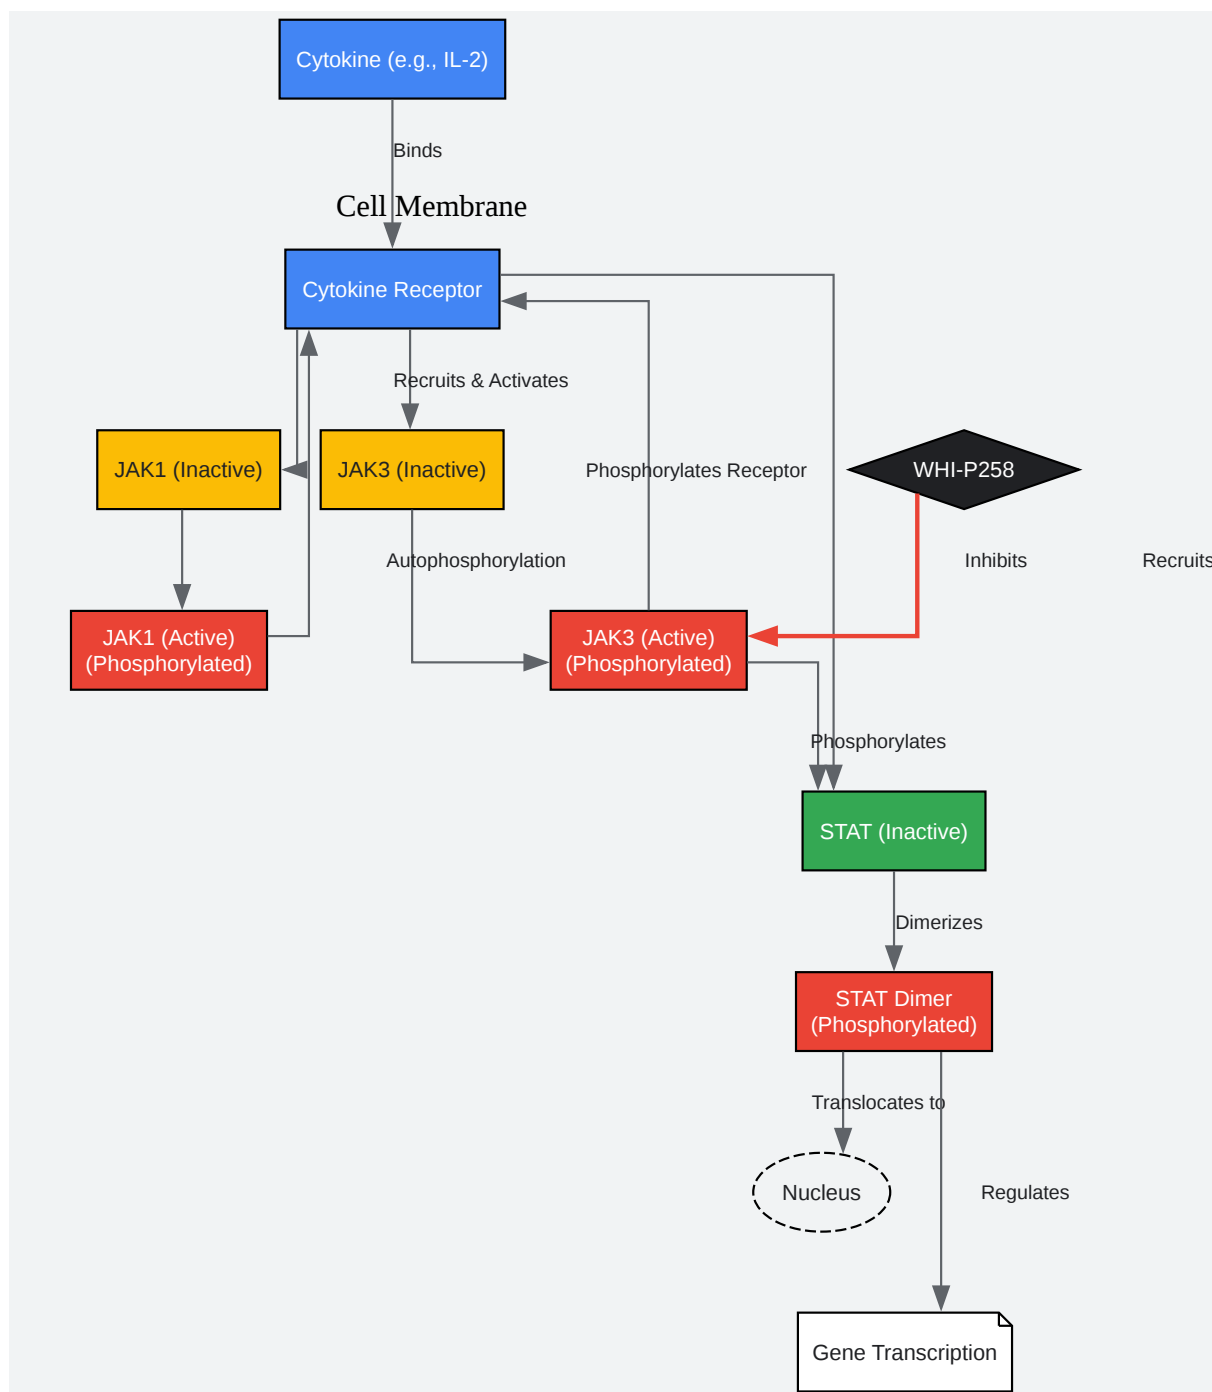 Cytokine (e.g., IL-2)
Binds
Cell Membrane
Cytokine Receptor
Recruits & Activates
JAK1 (Inactive)
JAK3 (Inactive)
Phosphorylates Receptor
WHI-P258
Autophosphorylation
Inhibits
Recruits
JAK1 (Active)
(Phosphorylated)
JAK3 (Active)
(Phosphorylated)
Phosphorylates
STAT (Inactive)
Dimerizes
STAT Dimer
(Phosphorylated)
Translocates to
Nucleus
Regulates
Gene Transcription